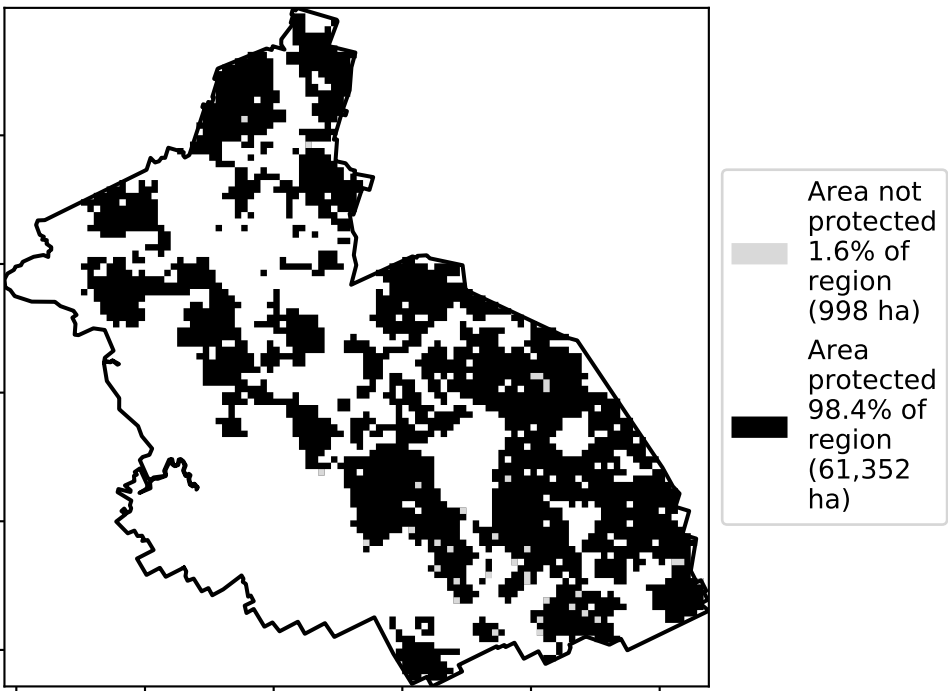 Area not
protected
1.6% of
region
(998 ha)
Area
protected
98.4% of
region
(61,352
ha)